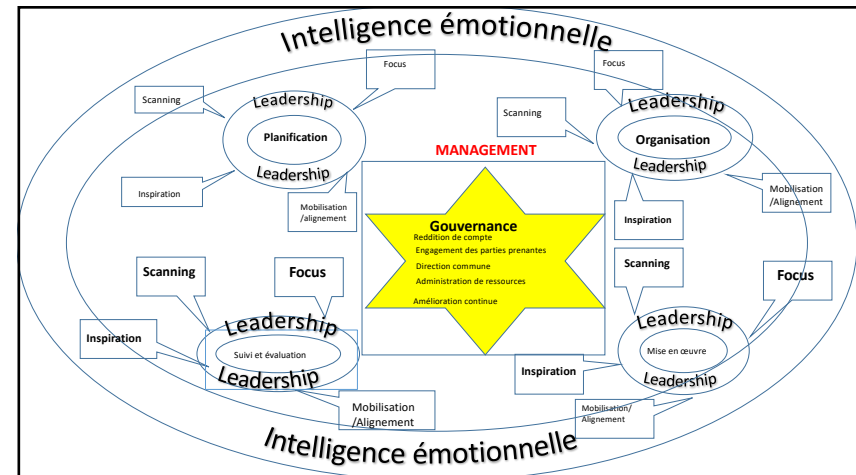 Intelligence émotionnelle
Focus
Scanning
Leadership
Planification
Leadership
Inspiration
Mobilisation
/alignement
Focus
Scanning
Leadership
Organisation
Leadership
Mobilisation
/Alignement
Inspiration
MANAGEMENT
Gouvernance
Reddition de compte
Engagement des parties prenantes
Direction commune
Administration de ressources
Amélioration continue
Scanning
Focus
Leadership
Inspiration
Suivi et évaluation
Leadership
Mobilisation
/Alignement
Scanning
Focus
Leadership
Mise en œuvre
Inspiration
Leadership
Mobilisation/
Alignement
Intelligence émotionnelle